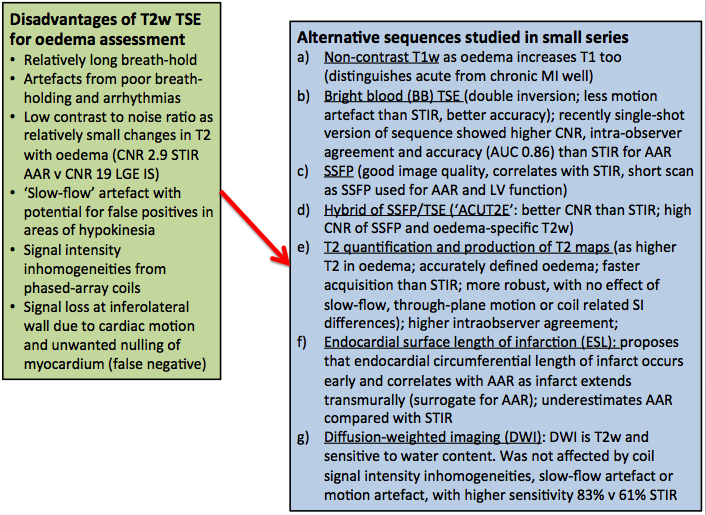 Disadvantages of T2w TSE
for oedema assessment
• Relatively long breath-hold
• Artefacts from poor breath-
holding and arrhythmias
• Low contrast to noise ratio as
relatively small changes in T2
with oedema (CNR 2.9 STIR
AAR v CNR 19 LGE IS)
• ‘Slow-flow’ artefact with
potential for false positives in
areas of hypokinesia
• Signal intensity
inhomogeneities from
phased-array coils
• Signal loss at inferolateral
wall due to cardiac motion
and unwanted nulling of
myocardium (false negative)
Alternative sequences studied in small series
a) Non-contrast T1w as oedema increases T1 too
(distinguishes acute from chronic MI well)
b) Bright blood (BB) TSE (double inversion; less motion
artefact than STIR, better accuracy); recently single-shot
version of sequence showed higher CNR, intra-observer
agreement and accuracy (AUC 0.86) than STIR for AAR
c) SSFP (good image quality, correlates with STIR, short scan
as SSFP used for AAR and LV function)
d) Hybrid of SSFP/TSE (‘ACUT2E’: better CNR than STIR; high
CNR of SSFP and oedema-specific T2w)
e) T2 quantification and production of T2 maps (as higher
T2 in oedema; accurately defined oedema; faster
acquisition than STIR; more robust, with no effect of
slow-flow, through-plane motion or coil related SI
differences); higher intraobserver agreement;
f) Endocardial surface length of infarction (ESL): proposes
that endocardial circumferential length of infarct occurs
early and correlates with AAR as infarct extends
transmurally (surrogate for AAR); underestimates AAR
compared with STIR
g) Diffusion-weighted imaging (DWI): DWI is T2w and
sensitive to water content. Was not affected by coil
signal intensity inhomogeneities, slow-flow artefact or
motion artefact, with higher sensitivity 83% v 61% STIR